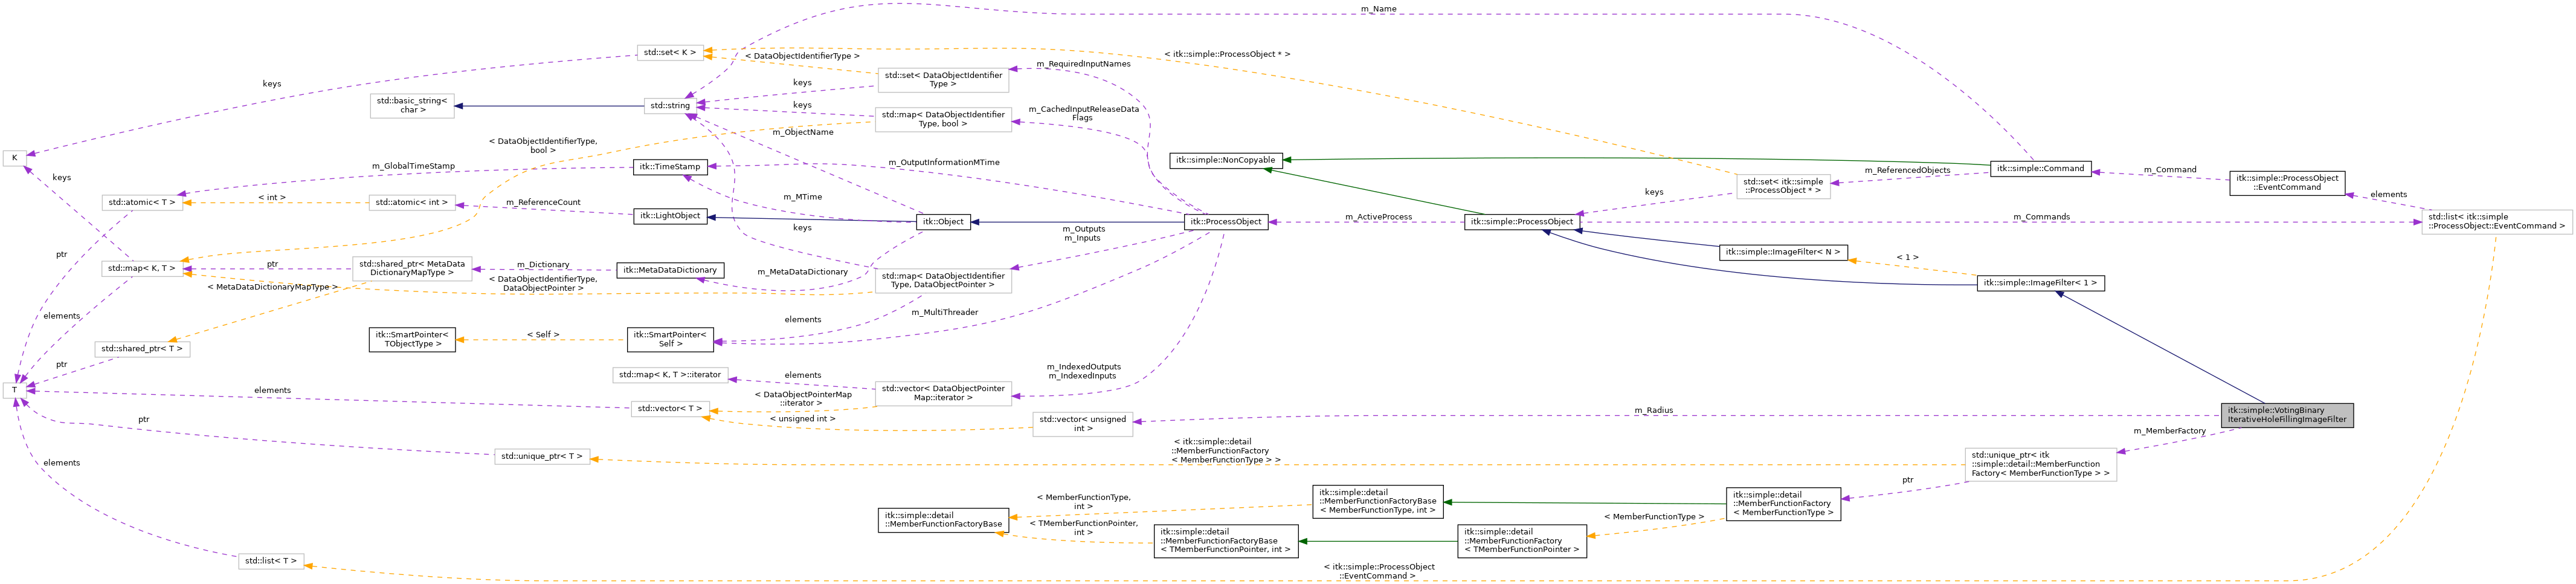 m_Name
std::set< K >
< DataObjectIdentifierType >
< itk::simple::ProcessObject * >
m_RequiredInputNames
std::set< DataObjectIdentifier
Type >
keys
keys
std::basic_string<
char >
std::string
keys
m_CachedInputReleaseData
Flags
std::map< DataObjectIdentifier
Type, bool >
m_ObjectName
< DataObjectIdentifierType,
bool >
K
m_GlobalTimeStamp
itk::TimeStamp
m_OutputInformationMTime
itk::simple::NonCopyable
itk::simple::Command
m_Command
itk::simple::ProcessObject
::EventCommand
m_ReferencedObjects
std::set< itk::simple
::ProcessObject * >
keys
keys
elements
std::atomic< T >
< int >
std::atomic< int >
m_ReferenceCount
m_MTime
itk::LightObject
itk::Object
itk::ProcessObject
m_ActiveProcess
itk::simple::ProcessObject
m_Commands
std::list< itk::simple
::ProcessObject::EventCommand >
keys
m_Outputs
m_Inputs
ptr
std::map< K, T >
ptr
std::shared_ptr< MetaData
DictionaryMapType >
m_Dictionary
itk::MetaDataDictionary
m_MetaDataDictionary
std::map< DataObjectIdentifier
Type, DataObjectPointer >
itk::simple::ImageFilter< N >
< 1 >
itk::simple::ImageFilter< 1 >
< DataObjectIdentifierType,
DataObjectPointer >
< MetaDataDictionaryMapType >
elements
elements
m_MultiThreader
itk::SmartPointer<
TObjectType >
< Self >
itk::SmartPointer<
Self >
std::shared_ptr< T >
ptr
std::map< K, T >::iterator
elements
m_IndexedOutputs
m_IndexedInputs
std::vector< DataObjectPointer
Map::iterator >
T
elements
< DataObjectPointerMap
::iterator >
std::vector< T >
< unsigned int >
std::vector< unsigned
int >
m_Radius
itk::simple::VotingBinary
IterativeHoleFillingImageFilter
m_MemberFactory
ptr
std::unique_ptr< T >
< itk::simple::detail
::MemberFunctionFactory
< MemberFunctionType > >
std::unique_ptr< itk
::simple::detail::MemberFunction
Factory< MemberFunctionType > >
elements
ptr
< MemberFunctionType,
int >
itk::simple::detail
::MemberFunctionFactoryBase
< MemberFunctionType, int >
itk::simple::detail
::MemberFunctionFactory
< MemberFunctionType >
itk::simple::detail
::MemberFunctionFactoryBase
< TMemberFunctionPointer,
int >
itk::simple::detail
::MemberFunctionFactoryBase
< TMemberFunctionPointer, int >
itk::simple::detail
::MemberFunctionFactory
< TMemberFunctionPointer >
< MemberFunctionType >
std::list< T >
< itk::simple::ProcessObject
::EventCommand >